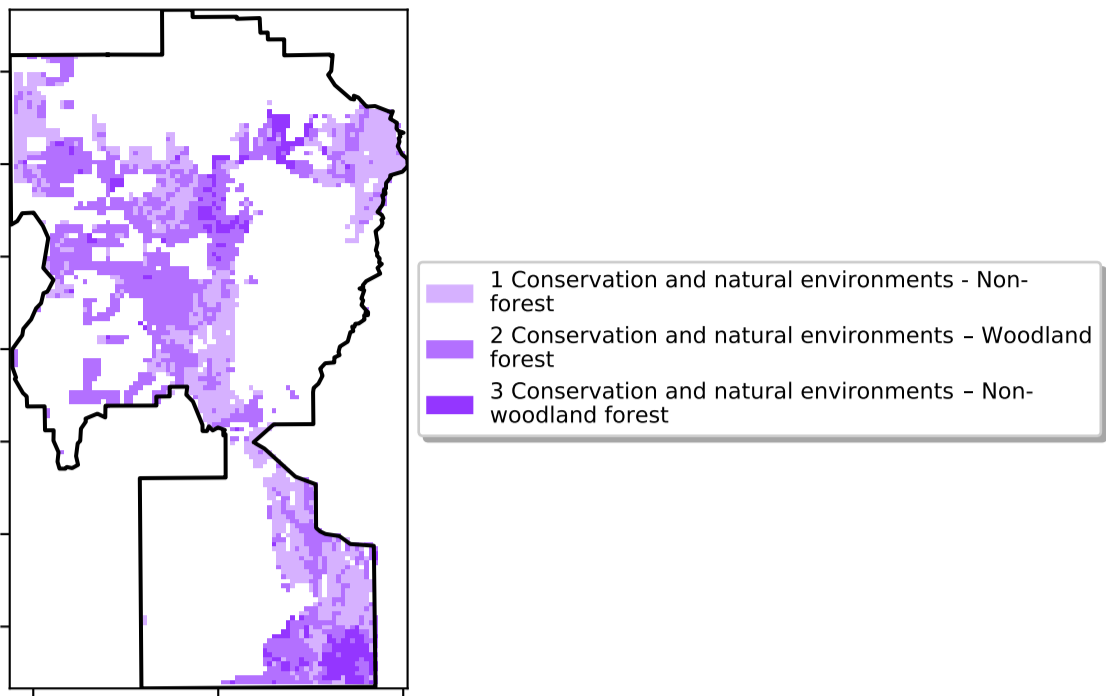 1 Conservation and natural environments - Non-
forest
2 Conservation and natural environments – Woodland
forest
3 Conservation and natural environments – Non-
woodland forest